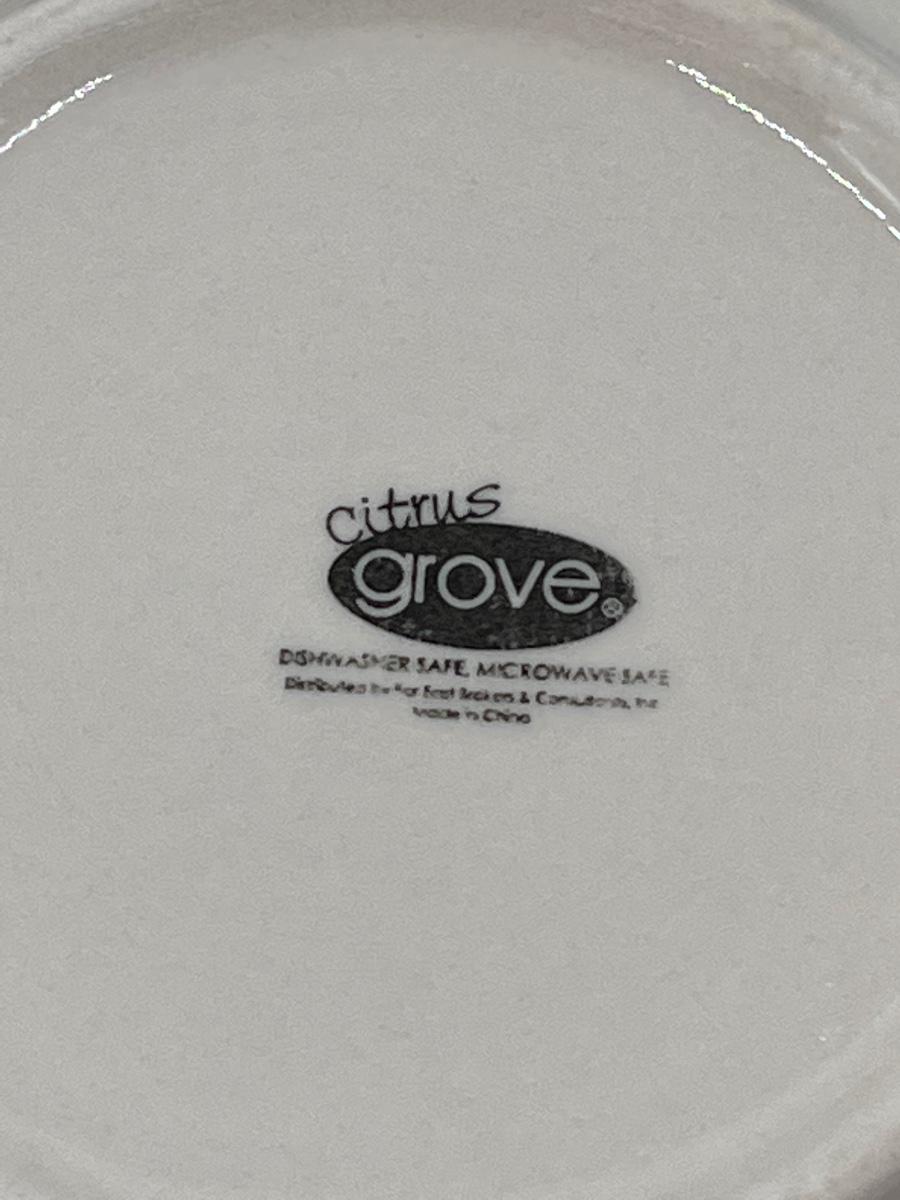 citrus
grove®
DISHWASHER SAFE, MICROWAVE SAFE
Distributed by Far East Brokers & Consultants, Inc
Made in China